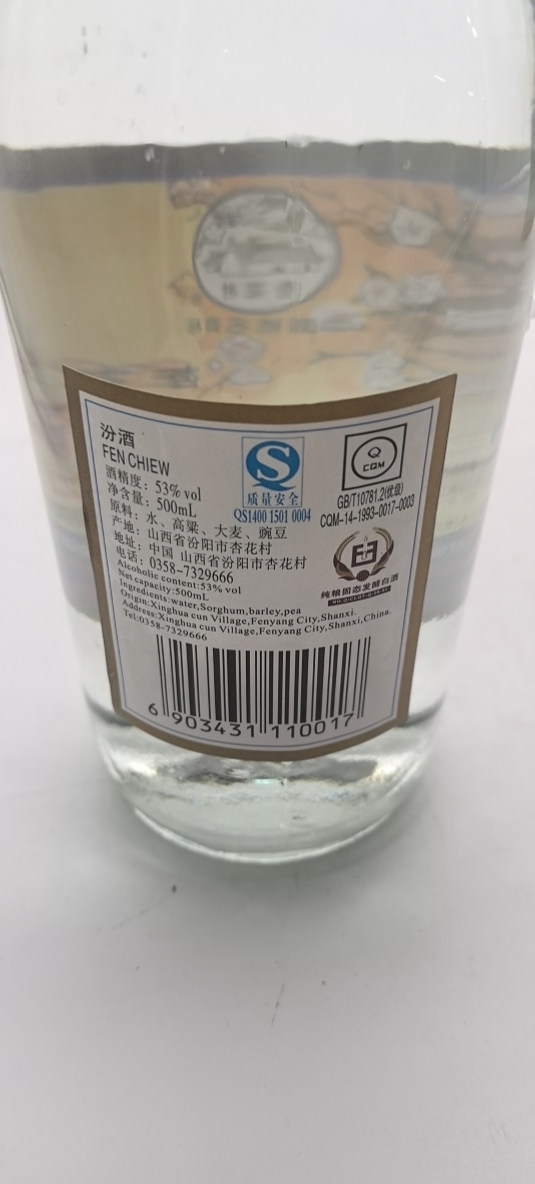 汾酒
FEN CHIEW
酒精度：53% vol
净含量：500mL
原料：水、高粱、大麦、豌豆
产地：山西省汾阳市杏花村
地址：中国 山西省汾阳市杏花村
电话：0358-7329666
Alcoholic content:53% vol
Net capacity:500mL
Ingredients:water,Sorghum,barley,pea
Origin:Xinghua cun Village,Fenyang City,Shanxi.
Address:Xinghua cun Village,Fenyang City,Shanxi,China.
Tel:0358-7329666
质量安全
QS1400 1501 0004
Q
CQM
GB/T10781.2(优级)
CQM-14-1993-0017-0003
纯粮固态发酵白酒
6 903431 110017